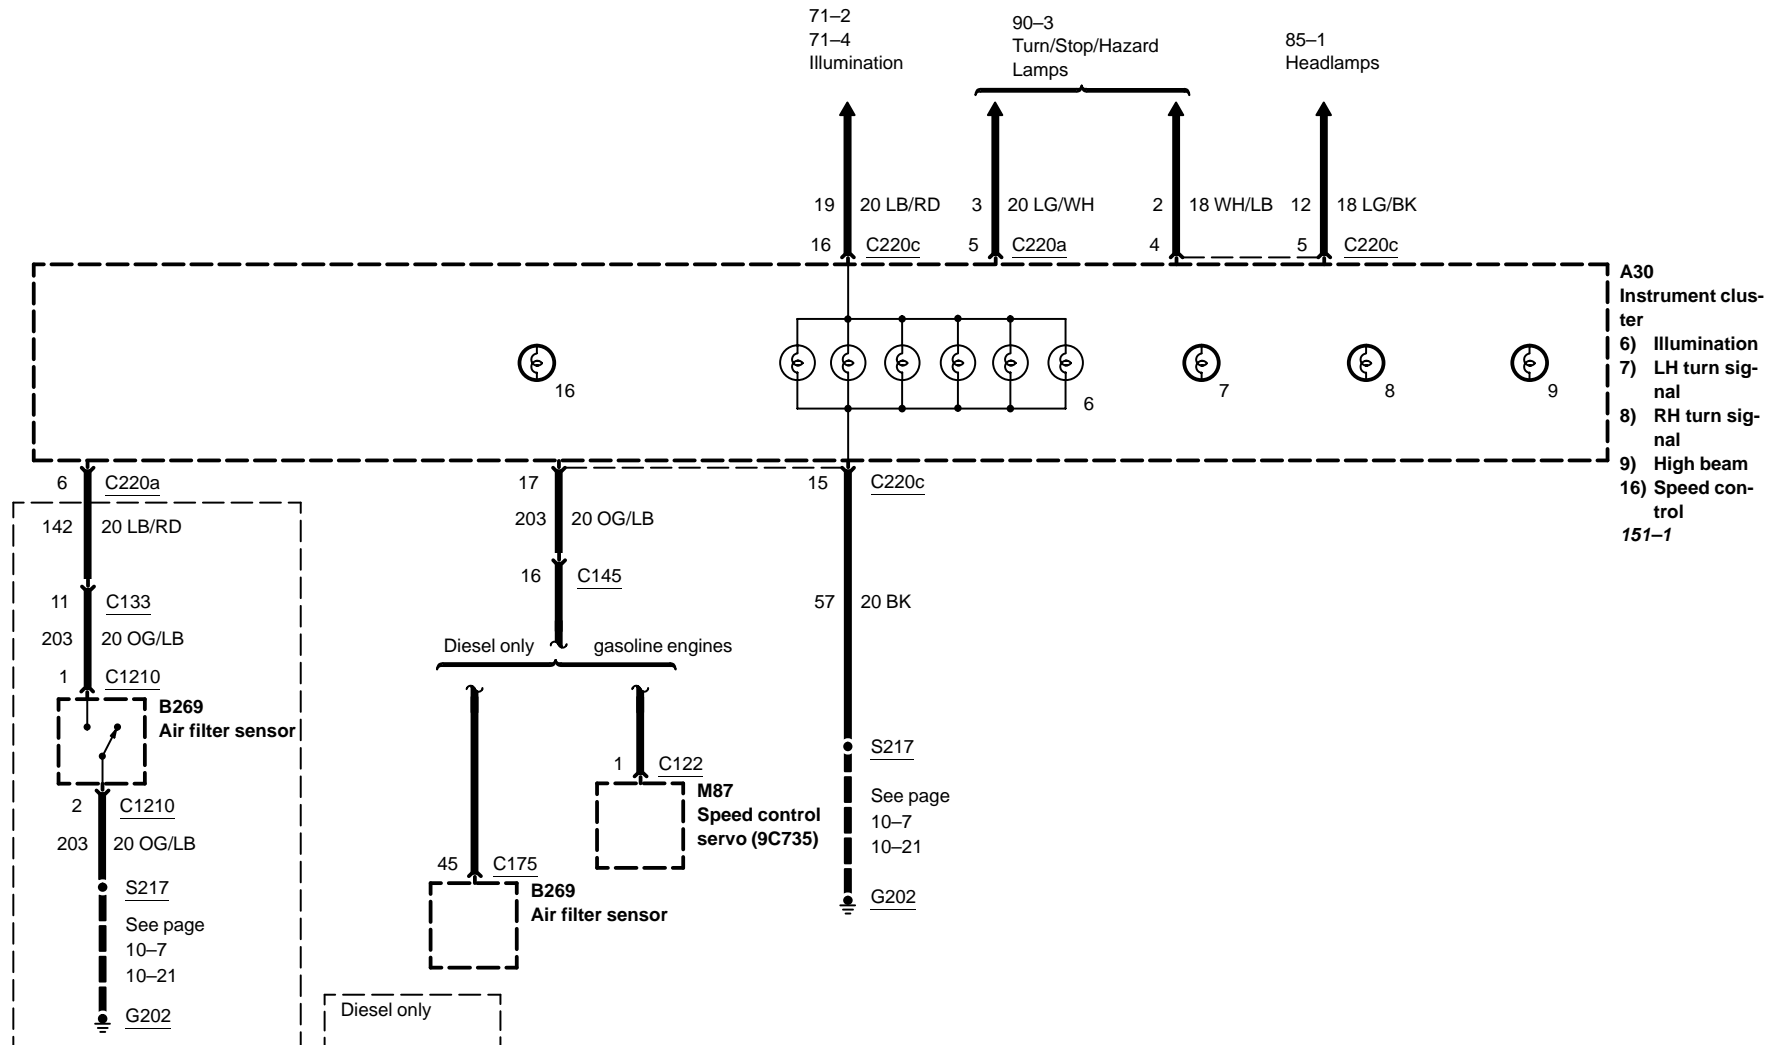 71–2
71–4
Illumination
90–3
Turn/Stop/Hazard
Lamps
85–1
Headlamps
19 20 LB/RD
3 20 LG/WH
2 18 WH/LB
12 18 LG/BK
16 C220c
5 C220a
4
5 C220c
A30
Instrument clus-
ter
6) Illumination
7) LH turn sig-
nal
8) RH turn sig-
nal
9) High beam
16) Speed con-
trol
151–1
16
6
7
8
9
6 C220a
142 20 LB/RD
11 C133
203 20 OG/LB
1 C1210
B269
Air filter sensor
2 C1210
203 20 OG/LB
S217
See page
10–7
10–21
G202
17
203 20 OG/LB
16 C145
Diesel only
gasoline engines
1 C122
M87
Speed control
servo (9C735)
45 C175
B269
Air filter sensor
Diesel only
15 C220c
57 20 BK
S217
See page
10–7
10–21
G202